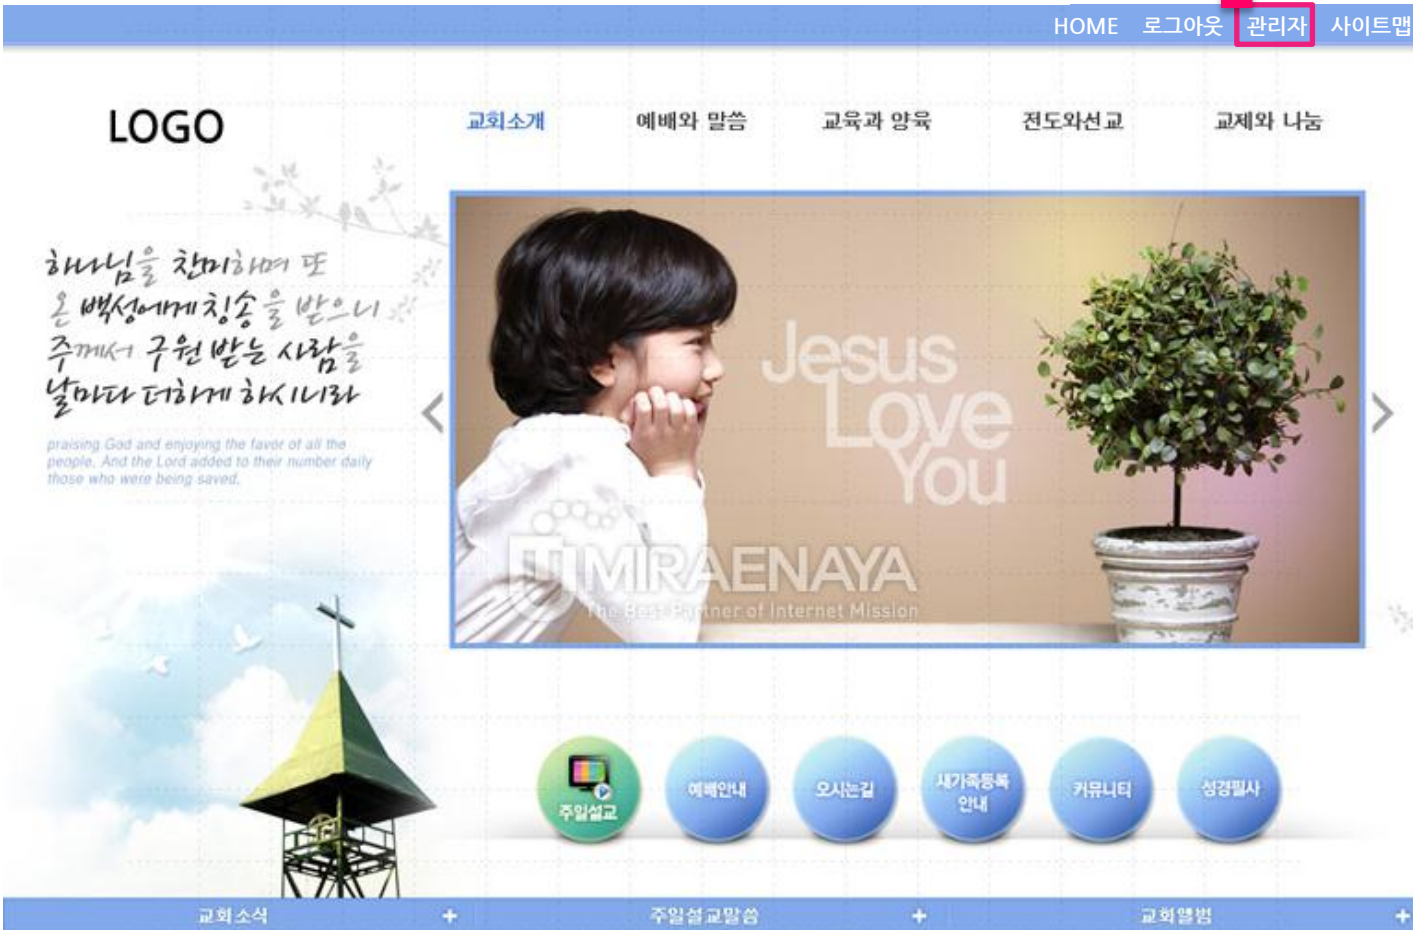 HOME 로그아웃 관리자 사이트맵
LOGO
교회소개 예배와 말씀 교육과 양육 전도와선교 교제와 나눔
하나님을 찬미하며 또
온 백성에게 칭송을 받으니
주께서 구원 받는 사람을
날마다 더하게 하시니라
praising God and enjoying the favor of all the
people. And the Lord added to their number daily
those who were being saved.
Jesus
Love
You
MIRAENAYA
The Best Partner of Internet Mission
주일설교
예배안내
오시는길
새가족등록
안내
커뮤니티
성경필사
교회소식 + 주일설교말씀 + 교회앨범 +